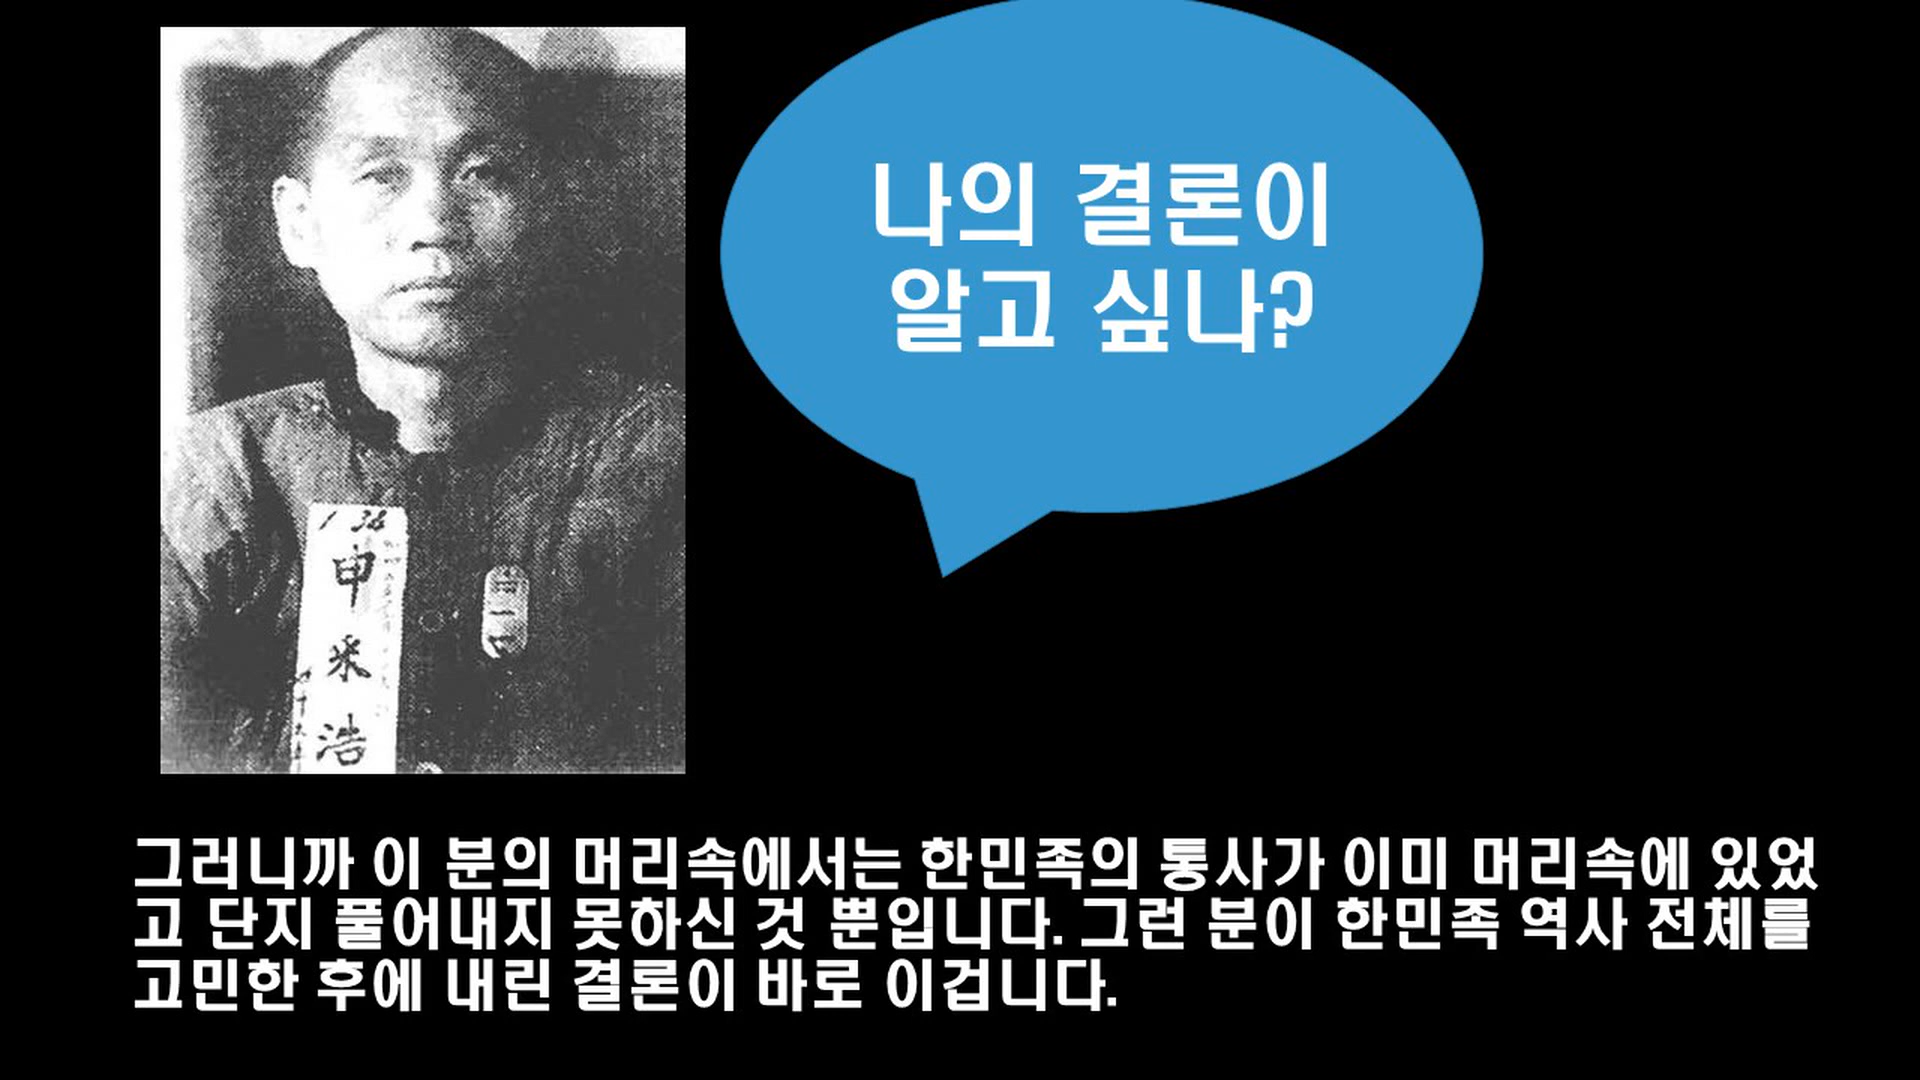 나의 결론이
알고 싶나?
1 38
申
采
浩
그러니까 이 분의 머리속에서는 한민족의 통사가 이미 머리속에 있었
고 단지 풀어내지 못하신 것 뿐입니다. 그런 분이 한민족 역사 전체를
고민한 후에 내린 결론이 바로 이겁니다.